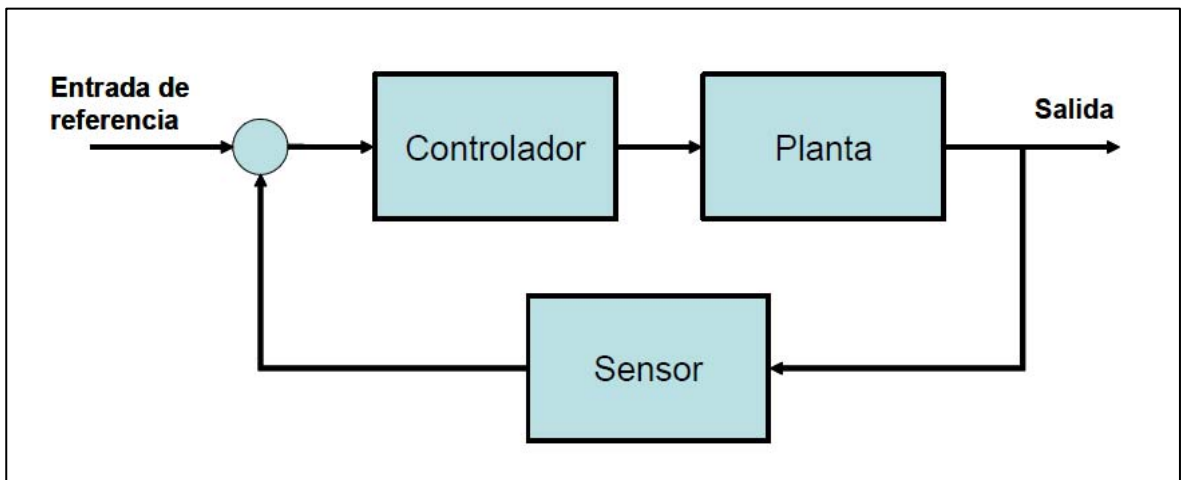 Entrada de
referencia
Controlador
Planta
Salida
Sensor